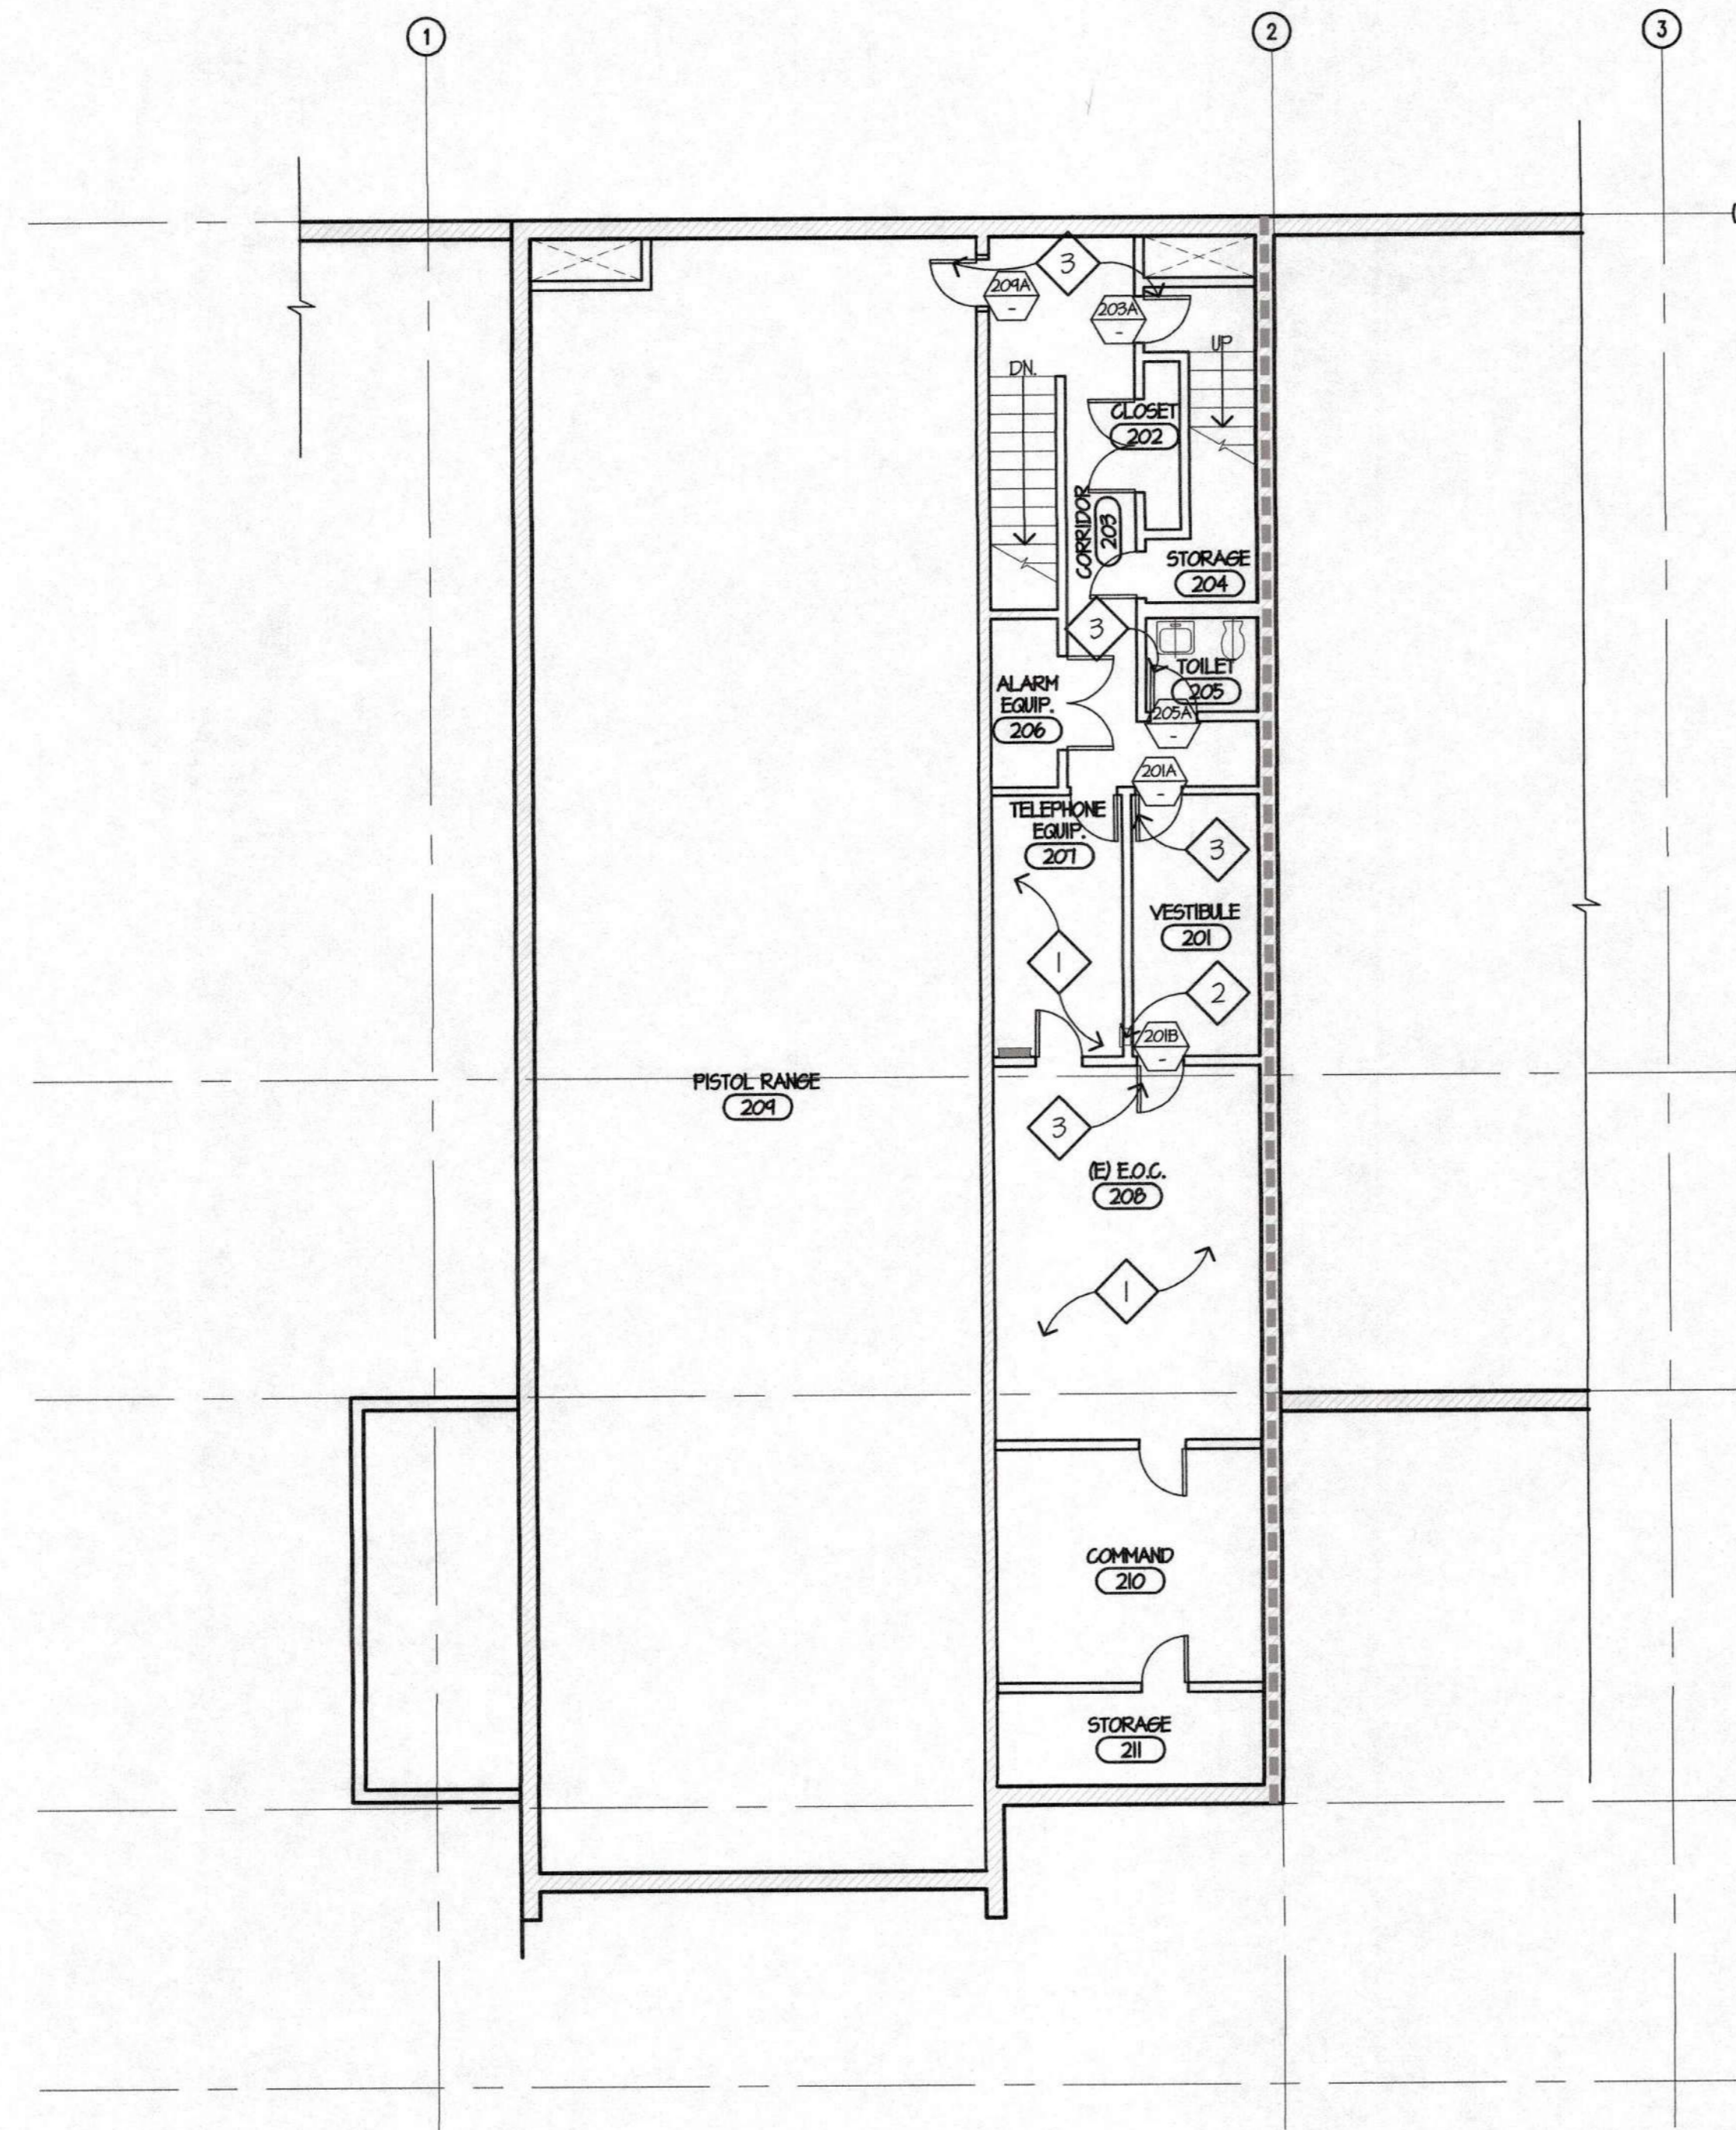 1
2
3
3
209A
-
203A
-
UP
DN.
CLOSET
202
CORRIDOR
203
STORAGE
204
3
TOILET
205
ALARM
EQUIP.
206
205A
-
201A
-
TELEPHONE
EQUIP.
207
3
VESTIBULE
201
1
2
201B
-
PISTOL RANGE
209
3
(E) E.O.C.
208
1
COMMAND
210
STORAGE
211